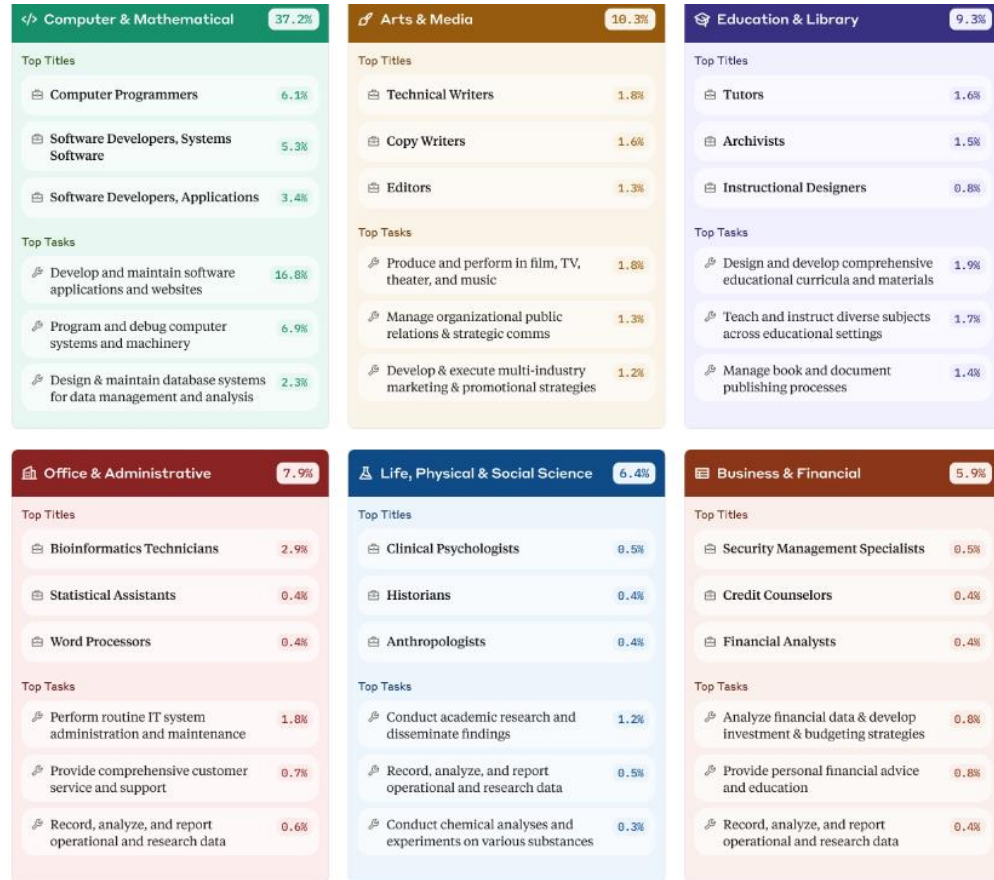 </> Computer & Mathematical 37.2%
Top Titles
Computer Programmers 6.1%
Software Developers, Systems
Software 5.3%
Software Developers, Applications 3.4%
Top Tasks
Develop and maintain software
applications and websites 16.8%
Program and debug computer
systems and machinery 6.9%
Design & maintain database systems
for data management and analysis 2.3%
Arts & Media 10.3%
Top Titles
Technical Writers 1.8%
Copy Writers 1.6%
Editors 1.3%
Top Tasks
Produce and perform in film, TV,
theater, and music 1.8%
Manage organizational public
relations & strategic comms 1.3%
Develop & execute multi-industry
marketing & promotional strategies 1.2%
Education & Library 9.3%
Top Titles
Tutors 1.6%
Archivists 1.5%
Instructional Designers 0.8%
Top Tasks
Design and develop comprehensive
educational curricula and materials 1.9%
Teach and instruct diverse subjects
across educational settings 1.7%
Manage book and document
publishing processes 1.4%
Office & Administrative 7.9%
Top Titles
Bioinformatics Technicians 2.9%
Statistical Assistants 0.4%
Word Processors 0.4%
Top Tasks
Perform routine IT system
administration and maintenance 1.8%
Provide comprehensive customer
service and support 0.7%
Record, analyze, and report
operational and research data 0.6%
Life, Physical & Social Science 6.4%
Top Titles
Clinical Psychologists 0.5%
Historians 0.4%
Anthropologists 0.4%
Top Tasks
Conduct academic research and
disseminate findings 1.2%
Record, analyze, and report
operational and research data 0.5%
Conduct chemical analyses and
experiments on various substances 0.3%
Business & Financial 5.9%
Top Titles
Security Management Specialists 0.5%
Credit Counselors 0.4%
Financial Analysts 0.4%
Top Tasks
Analyze financial data & develop
investment & budgeting strategies 0.8%
Provide personal financial advice
and education 0.8%
Record, analyze, and report
operational and research data 0.4%